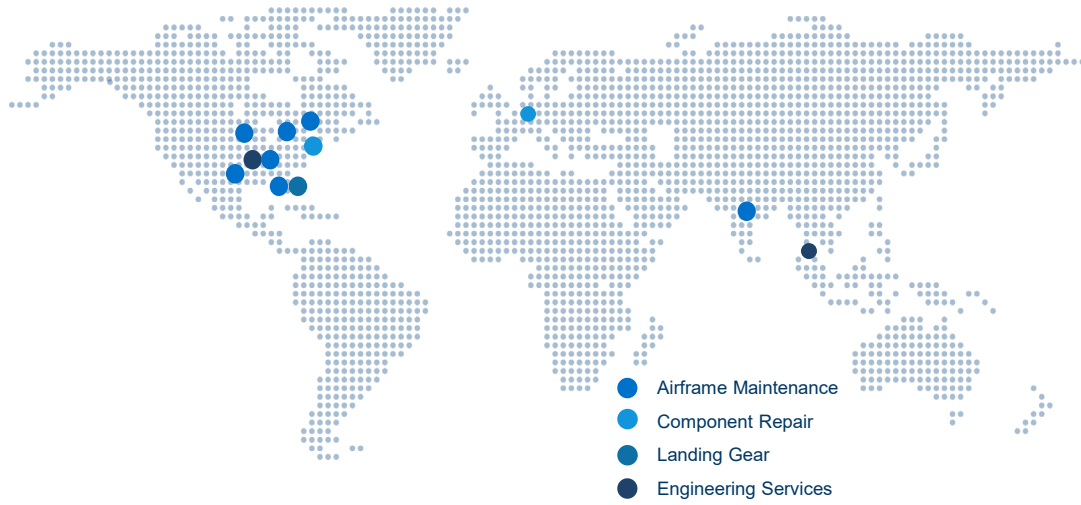 Airframe Maintenance
Component Repair
Landing Gear
Engineering Services